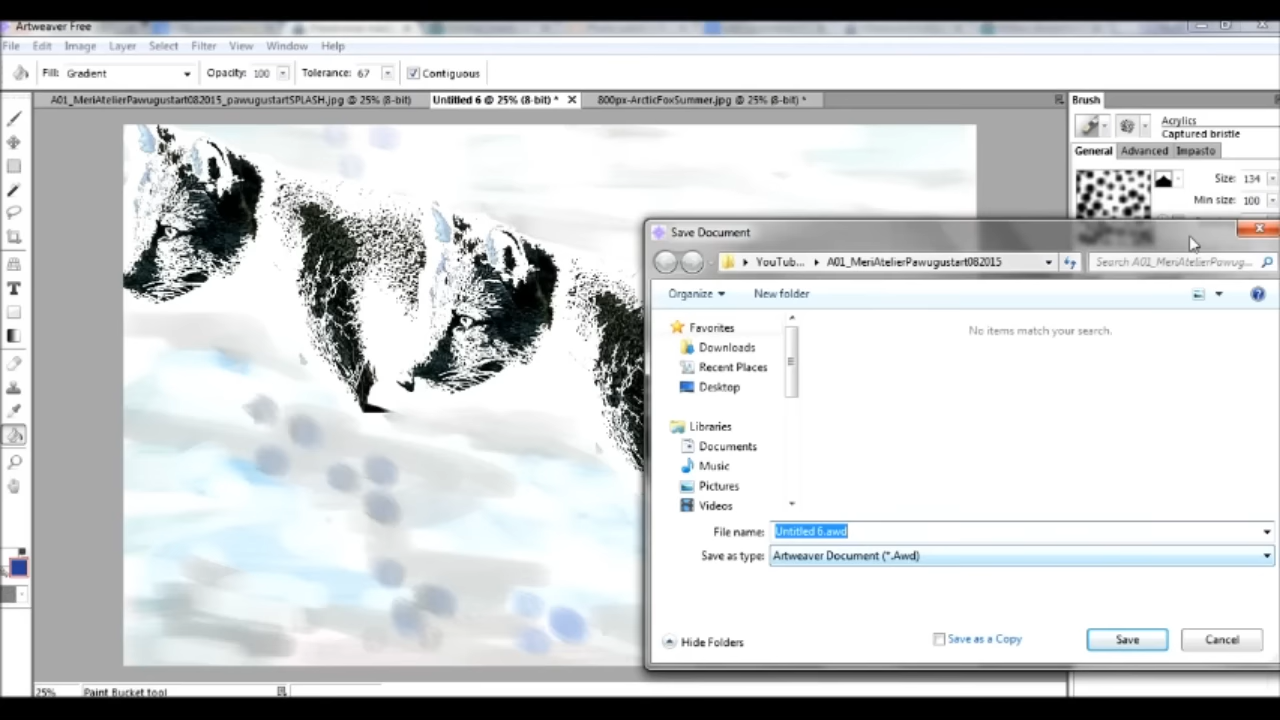 Artweaver Free
File Edit Image Layer Select Filter View Window Help
Fill: Gradient Opacity: 100 Tolerance: 67 Contiguous
A01_MeriAtelierPawugustart082015_pawugustartSPLASH.jpg @ 25% (8-bit) Untitled 6 @ 25% (8-bit) * 800px-ArcticFoxSummer.jpg @ 25% (8-bit) *
Brush
Acrylics
Captured bristle
General Advanced Impasto
Size: 134
Min size: 100
Save Document
YouTub... A01_MeriAtelierPawugustart082015 Search A01_MeriAtelierPawug...
Organize New folder
No items match your search.
Favorites
Downloads
Recent Places
Desktop
Libraries
Documents
Music
Pictures
Videos
File name: Untitled 6.awd
Save as type: Artweaver Document (*.Awd)
Hide Folders Save as a Copy Save Cancel
25% Paint Bucket tool